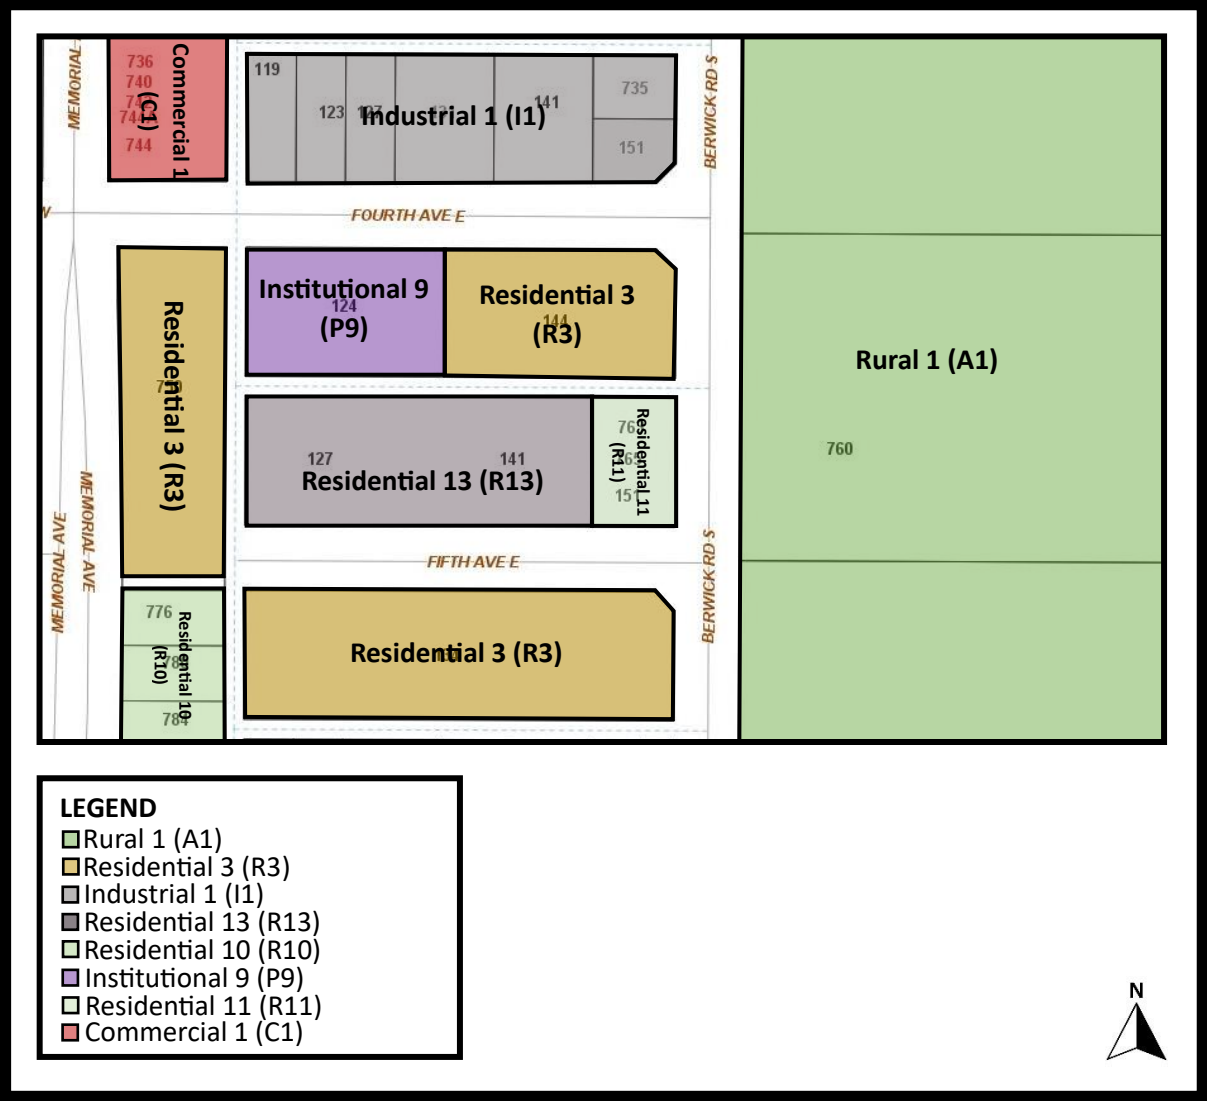 MEMORIAL
736
740
744
Commercial 1
(C1)
119
123
127
141
735
151
Industrial 1 (I1)
BERWICK RD S
FOURTH AVE E
Institutional 9
124
(P9)
Residential 3
144
(R3)
Residential 3 (R3)
Rural 1 (A1)
760
127
141
Residential 13 (R13)
Residential 11
(R11)
151
MEMORIAL AVE
MEMORIAL AVE
FIFTH AVE E
BERWICK RD S
776
784
Residential 10
(R10)
Residential 3 (R3)
LEGEND
Rural 1 (A1)
Residential 3 (R3)
Industrial 1 (I1)
Residential 13 (R13)
Residential 10 (R10)
Institutional 9 (P9)
Residential 11 (R11)
Commercial 1 (C1)
N